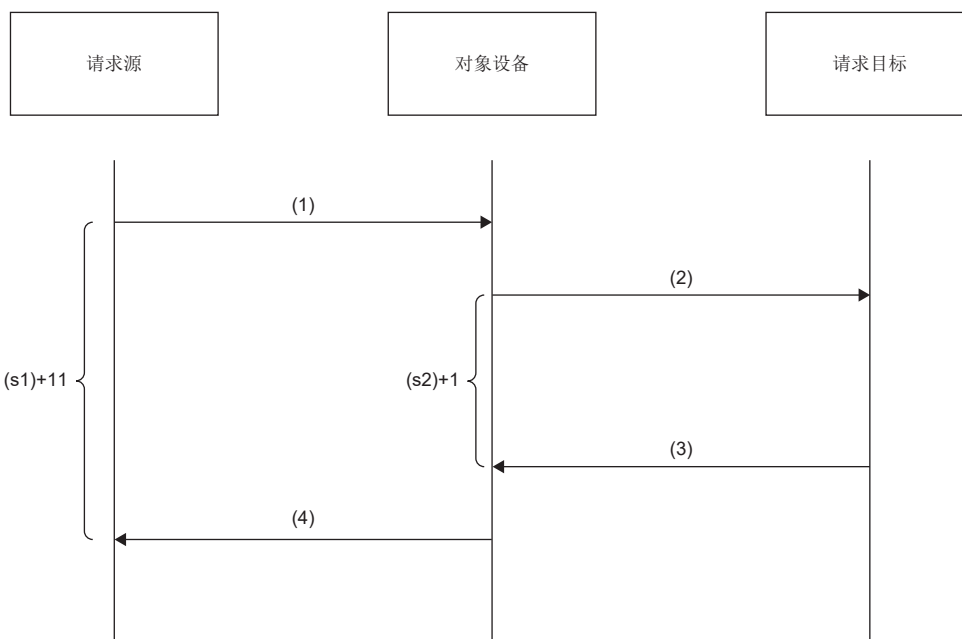 请求源
对象设备
请求目标
(1)
(2)
(s1)+11
(s2)+1
(3)
(4)